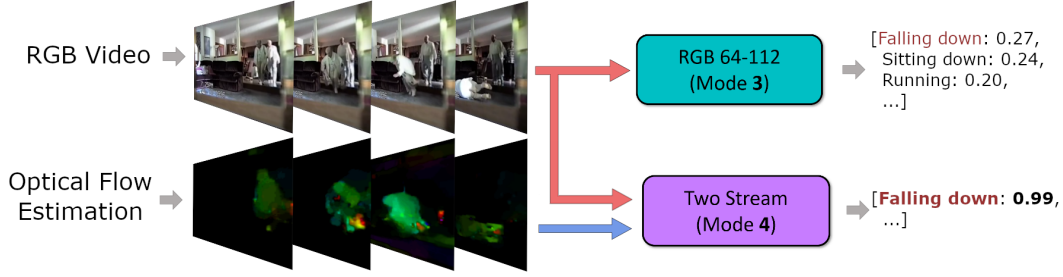 RGB Video
RGB 64-112
(Mode 3)
[Falling down: 0.27,
Sitting down: 0.24,
Running: 0.20,
...]
Optical Flow
Estimation
Two Stream
(Mode 4)
[Falling down: 0.99,
...]